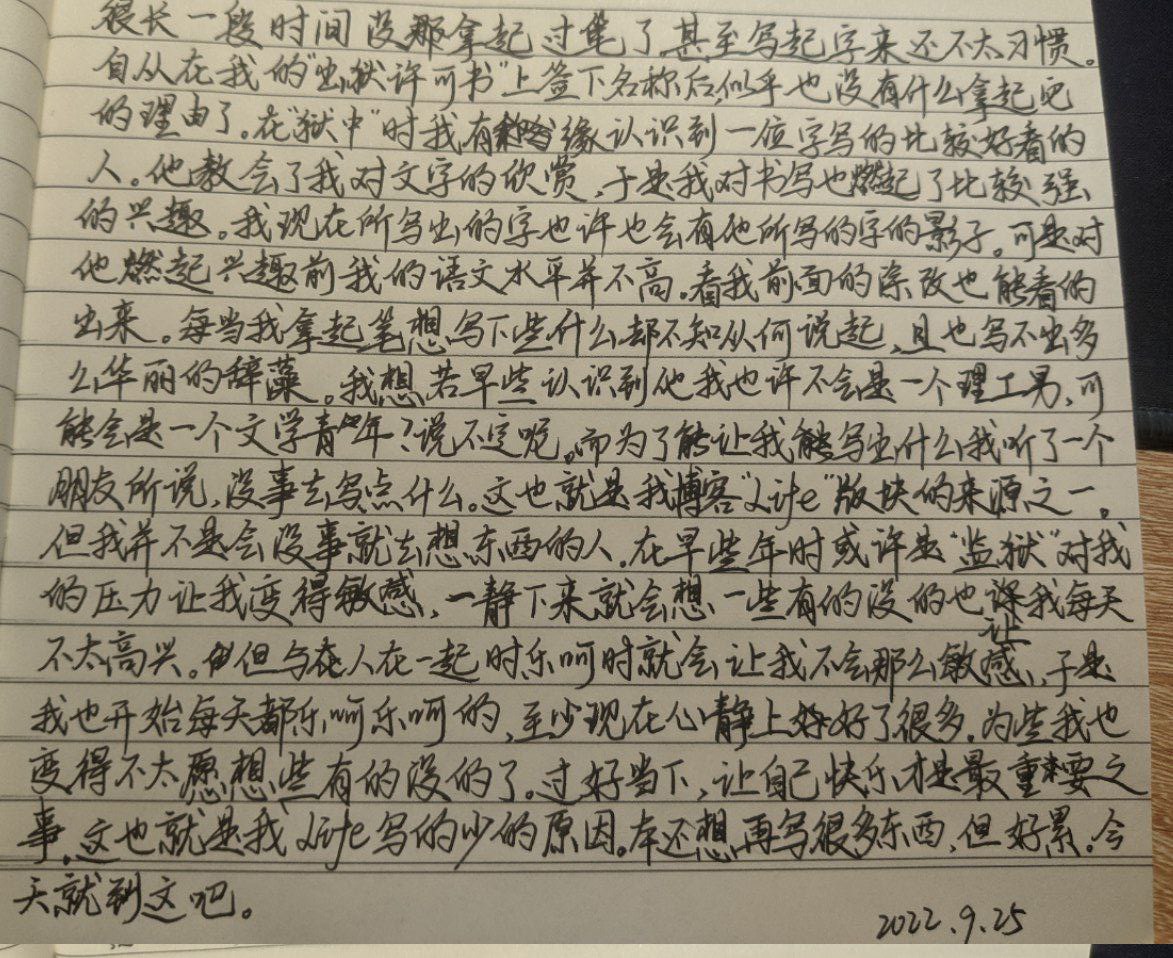 很长一段时间没那拿起过笔了,甚至写起字来还不太习惯。
自从在我的"出狱许可书"上签下名称后,似乎也没有什么拿起它
的理由了。在"狱中"时我有缘认识到一位字写的比较好看的
人。他教会了我对文字的欣赏,于是我对书写也燃起了比较强
的兴趣。我现在所写出的字也许也会有他所写的字的影子。可是对
他燃起兴趣前我的语文水平并不高。看我前面的涂改也能看的
出来。每当我拿起笔想写下些什么却不知从何说起,且也写不出多
么华丽的辞藻。我想若早些认识到他我也许不会是一个理工男,可
能会是一个文学青年?说不定呢。而为了能让我能写出什么我听了一个
朋友所说,没事去写点什么。这也就是我博客"Life"版块的来源之一。
但我并不是会没事就去想东西的人。在早些年时或许是"监狱"对我
的压力让我变得敏感,一静下来就会想一些有的没的也让我每天
不太高兴。但与在人在一起时乐呵时就会让我不会那么敏感,于是
我也开始每天都乐呵乐呵的,至少现在心静上好了很多。为些我也
变得不太愿想些有的没的了。过好当下,让自己快乐才是最重要之
事。这也就是我Life写的少的原因。本还想再写很多东西,但好累。今
天就到这吧。
2022.9.25